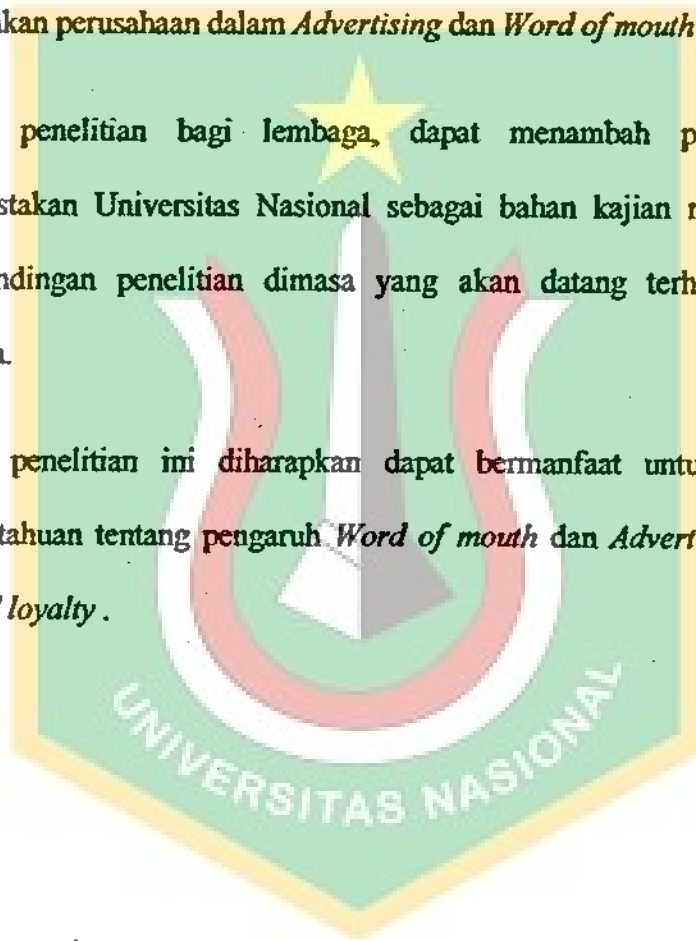 akan perusahaan dalam Advertising dan Word of mouth
penelitian bagi lembaga, dapat menambah p
stakan Universitas Nasional sebagai bahan kajian
ndingan penelitian dimasa yang akan datang terh
penelitian ini diharapkan dapat bermanfaat untu
tahuan tentang pengaruh Word of mouth dan Advert
loyalty .
UNIVERSITAS NASIONAL